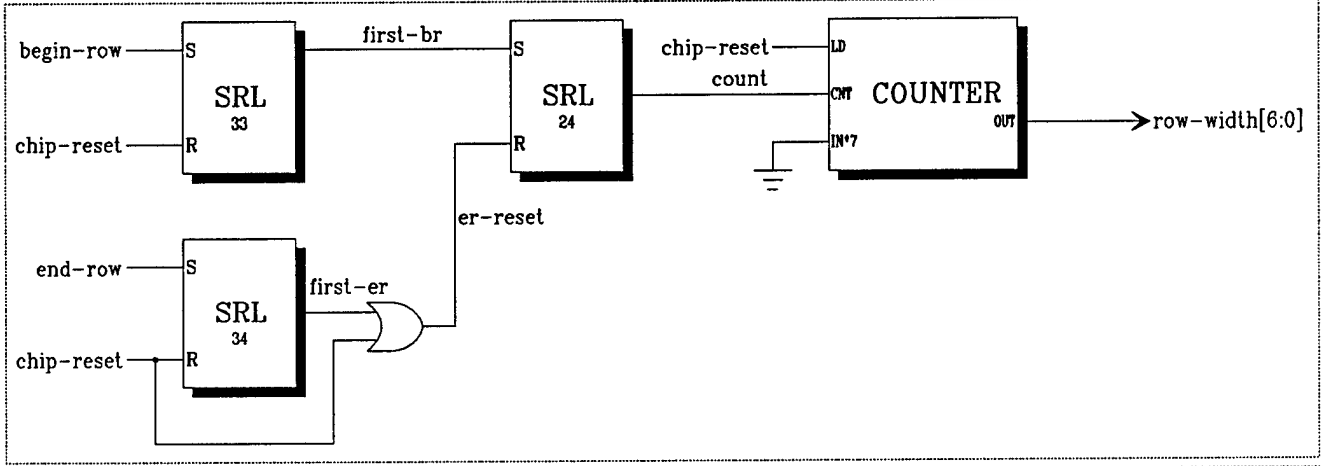 begin-row
S
SRL
33
chip-reset
R
first-br
S
SRL
24
R
er-reset
chip-reset
LD
count
CNT
COUNTER
OUT
IN*7
row-width[6:0]
end-row
S
SRL
34
chip-reset
R
first-er